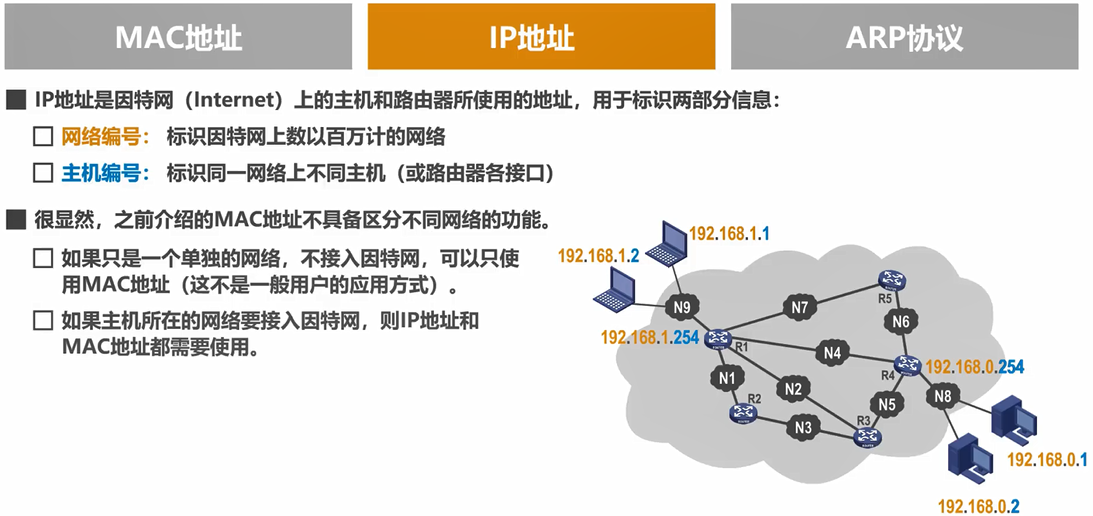 MAC地址
IP地址
ARP协议
IP地址是因特网（Internet）上的主机和路由器所使用的地址，用于标识两部分信息：
网络编号： 标识因特网上数以百万计的网络
主机编号： 标识同一网络上不同主机（或路由器各接口）
很显然，之前介绍的MAC地址不具备区分不同网络的功能。
如果只是一个单独的网络，不接入因特网，可以只使
用MAC地址（这不是一般用户的应用方式）。
如果主机所在的网络要接入因特网，则IP地址和
MAC地址都需要使用。
192.168.1.1
192.168.1.2
N9
N7
R5
192.168.1.254
R1
N6
N4
R4
192.168.0.254
N1
N2
R2
N5
N8
N3
R3
192.168.0.1
192.168.0.2